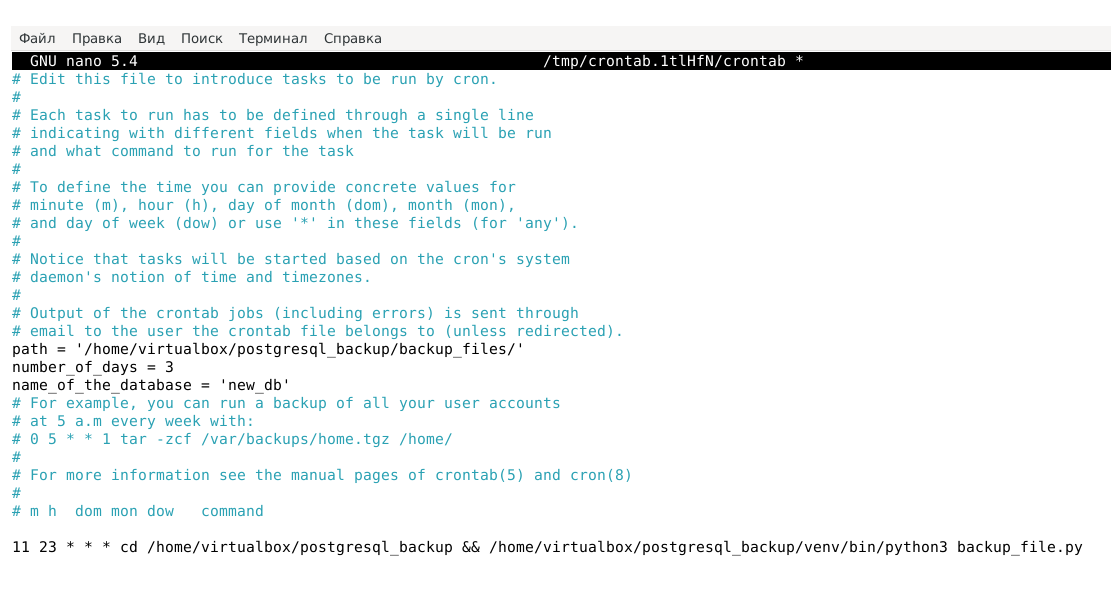 Файл Правка Вид Поиск Терминал Справка
GNU nano 5.4 /tmp/crontab.1tlHfN/crontab *
# Edit this file to introduce tasks to be run by cron.
#
# Each task to run has to be defined through a single line
# indicating with different fields when the task will be run
# and what command to run for the task
#
# To define the time you can provide concrete values for
# minute (m), hour (h), day of month (dom), month (mon),
# and day of week (dow) or use '*' in these fields (for 'any').
#
# Notice that tasks will be started based on the cron's system
# daemon's notion of time and timezones.
#
# Output of the crontab jobs (including errors) is sent through
# email to the user the crontab file belongs to (unless redirected).
path = '/home/virtualbox/postgresql_backup/backup_files/'
number_of_days = 3
name_of_the_database = 'new_db'
# For example, you can run a backup of all your user accounts
# at 5 a.m every week with:
# 0 5 * * 1 tar -zcf /var/backups/home.tgz /home/
#
# For more information see the manual pages of crontab(5) and cron(8)
#
# m h  dom mon dow   command
11 23 * * * cd /home/virtualbox/postgresql_backup && /home/virtualbox/postgresql_backup/venv/bin/python3 backup_file.py